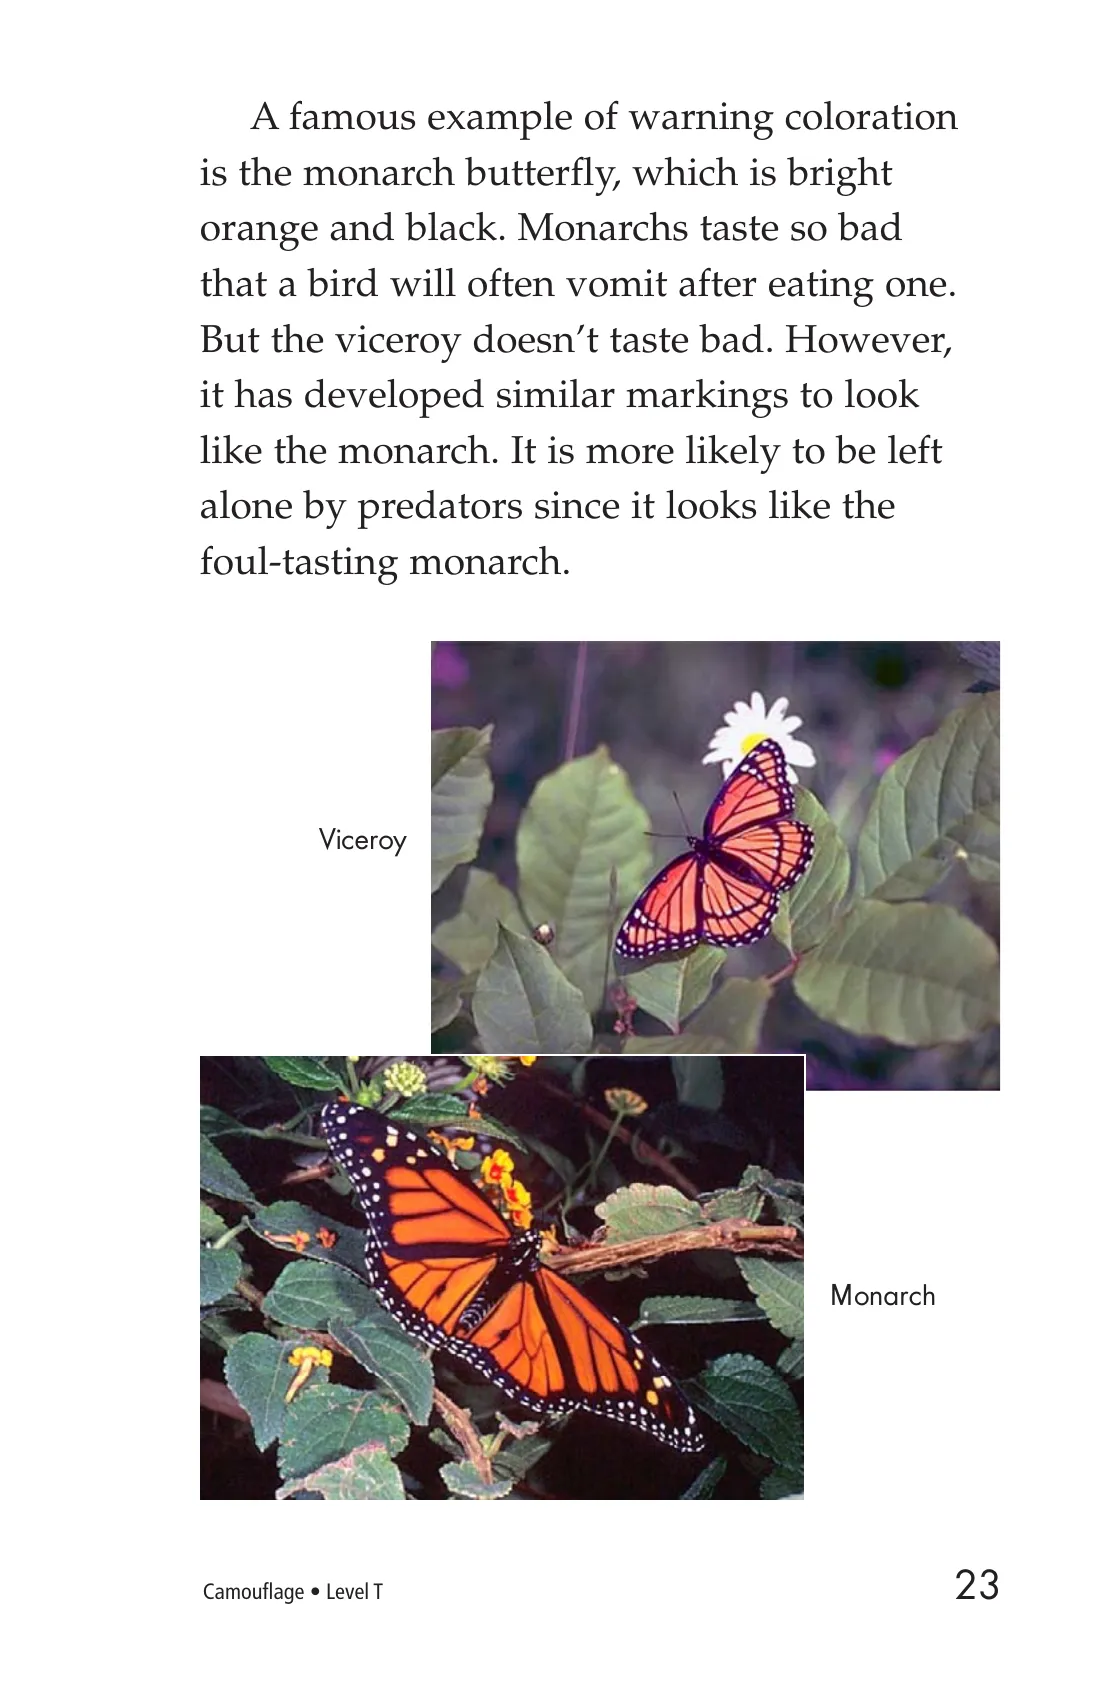 A famous example of warning coloration
is the monarch butterfly, which is bright
orange and black. Monarchs taste so bad
that a bird will often vomit after eating one.
But the viceroy doesn’t taste bad. However,
it has developed similar markings to look
like the monarch. It is more likely to be left
alone by predators since it looks like the
foul-tasting monarch.
Viceroy
Monarch
Camouflage • Level T
23